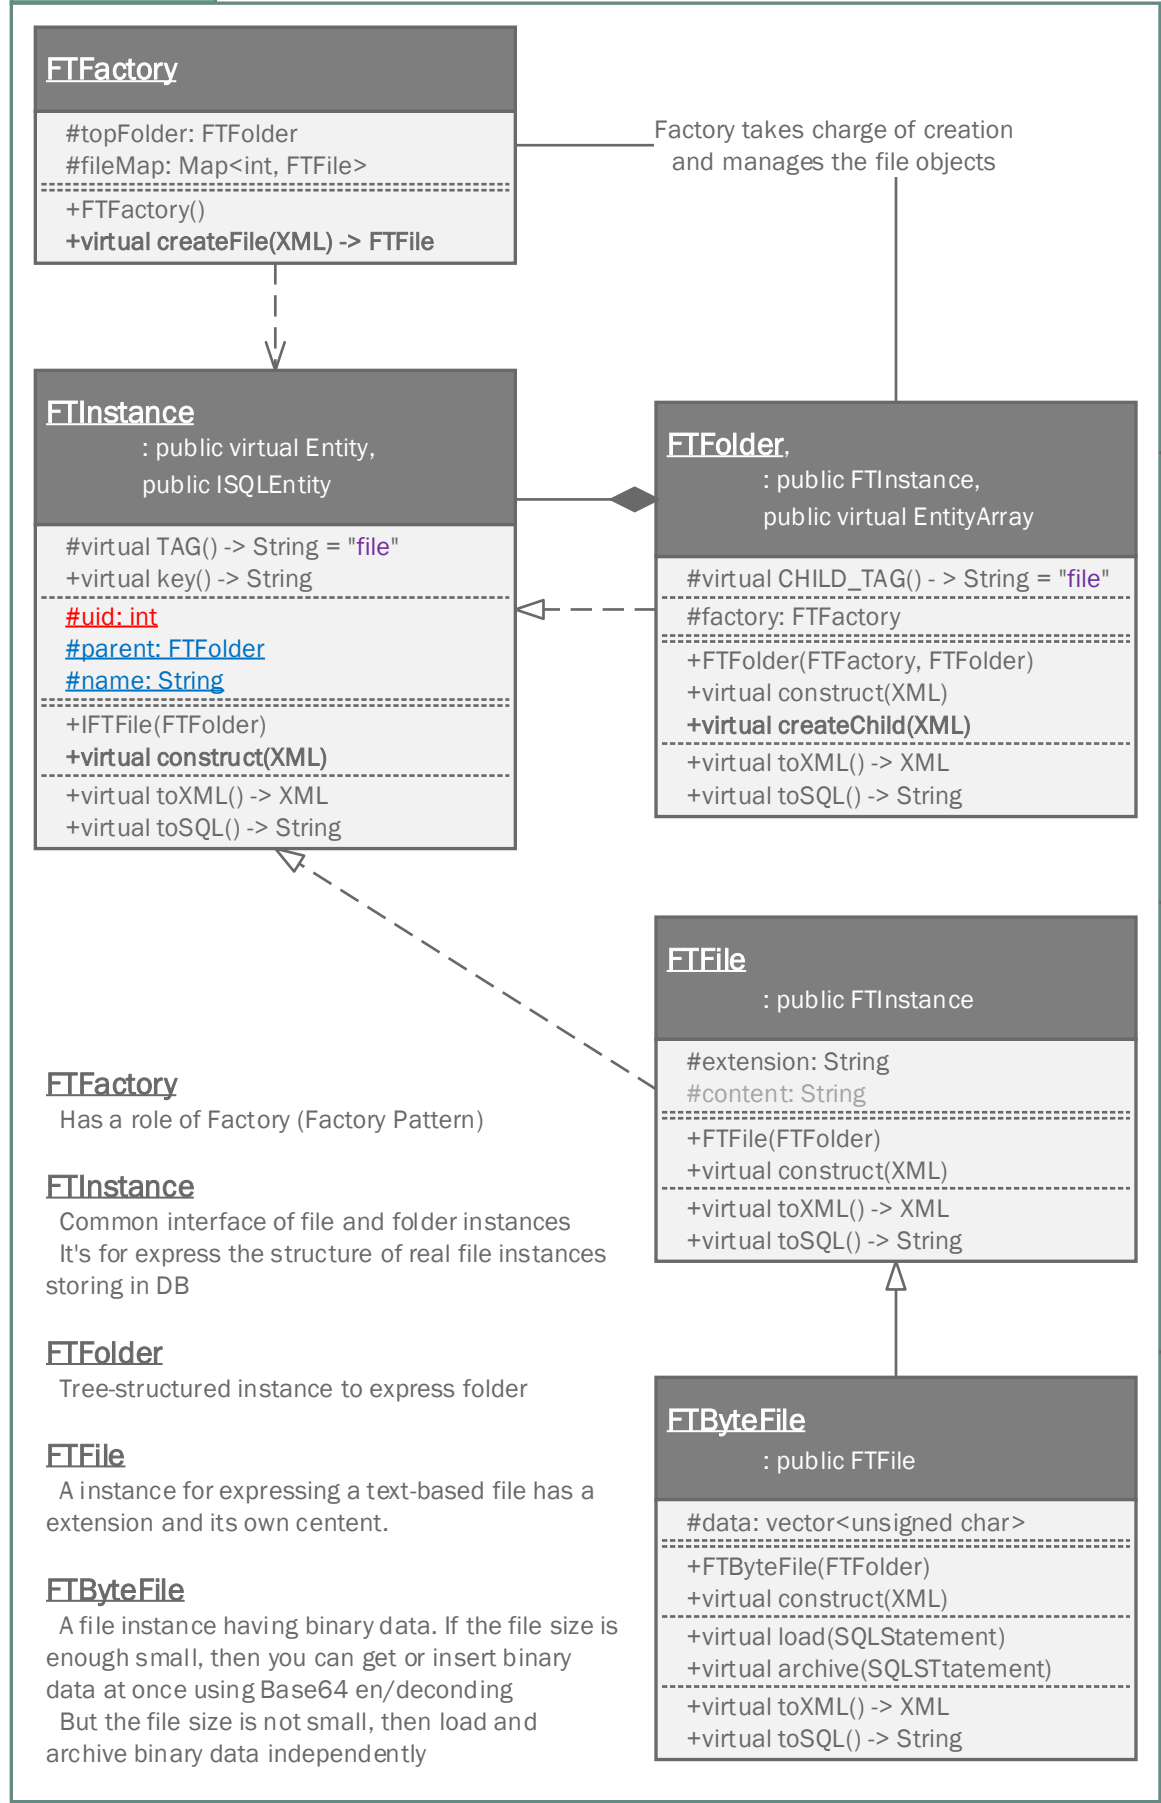 FTFactory
#topFolder: FTFolder
#fileMap: Map<int, FTFile>
+FTFactory()
+virtual createFile(XML) -> FTFile
Factory takes charge of creation
and manages the file objects
FTInstance
: public virtual Entity,
public ISQLEntity
#virtual TAG() -> String = "file"
+virtual key() -> String
#uid: int
#parent: FTFolder
#name: String
+IFTFile(FTFolder)
+virtual construct(XML)
+virtual toXML() -> XML
+virtual toSQL() -> String
FTFolder,
: public FTInstance,
public virtual EntityArray
#virtual CHILD_TAG() - > String = "file"
#factory: FTFactory
+FTFolder(FTFactory, FTFolder)
+virtual construct(XML)
+virtual createChild(XML)
+virtual toXML() -> XML
+virtual toSQL() -> String
FTFile
: public FTInstance
#extension: String
#content: String
+FTFile(FTFolder)
+virtual construct(XML)
+virtual toXML() -> XML
+virtual toSQL() -> String
FTByteFile
: public FTFile
#data: vector<unsigned char>
+FTByteFile(FTFolder)
+virtual construct(XML)
+virtual load(SQLStatement)
+virtual archive(SQLSTtatement)
+virtual toXML() -> XML
+virtual toSQL() -> String
FTFactory
Has a role of Factory (Factory Pattern)
FTInstance
Common interface of file and folder instances
It's for express the structure of real file instances
storing in DB
FTFolder
Tree-structured instance to express folder
FTFile
A instance for expressing a text-based file has a
extension and its own centent.
FTByteFile
A file instance having binary data. If the file size is
enough small, then you can get or insert binary
data at once using Base64 en/deconding
But the file size is not small, then load and
archive binary data independently